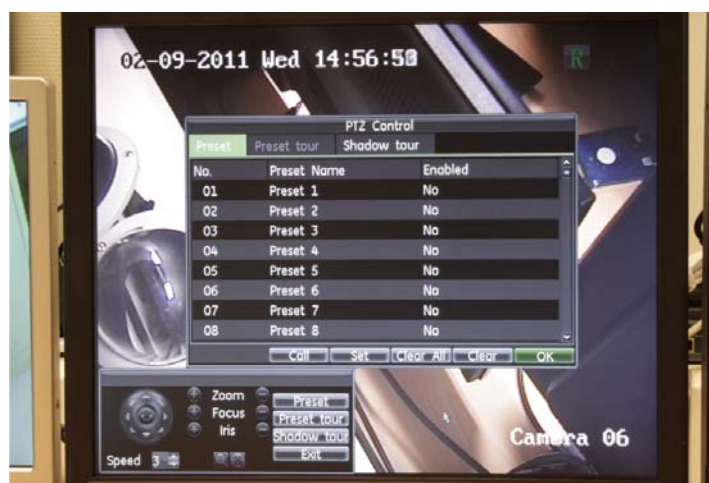 02-09-2011 Wed 14:56:50
R
PTZ Control
Preset Preset tour Shadow tour
No. Preset Name Enabled
01 Preset 1 No
02 Preset 2 No
03 Preset 3 No
04 Preset 4 No
05 Preset 5 No
06 Preset 6 No
07 Preset 7 No
08 Preset 8 No
Call Set Clear All Clear OK
Zoom Preset
Focus Preset tour
Iris Shadow tour
Speed 3 Exit
Camera 06